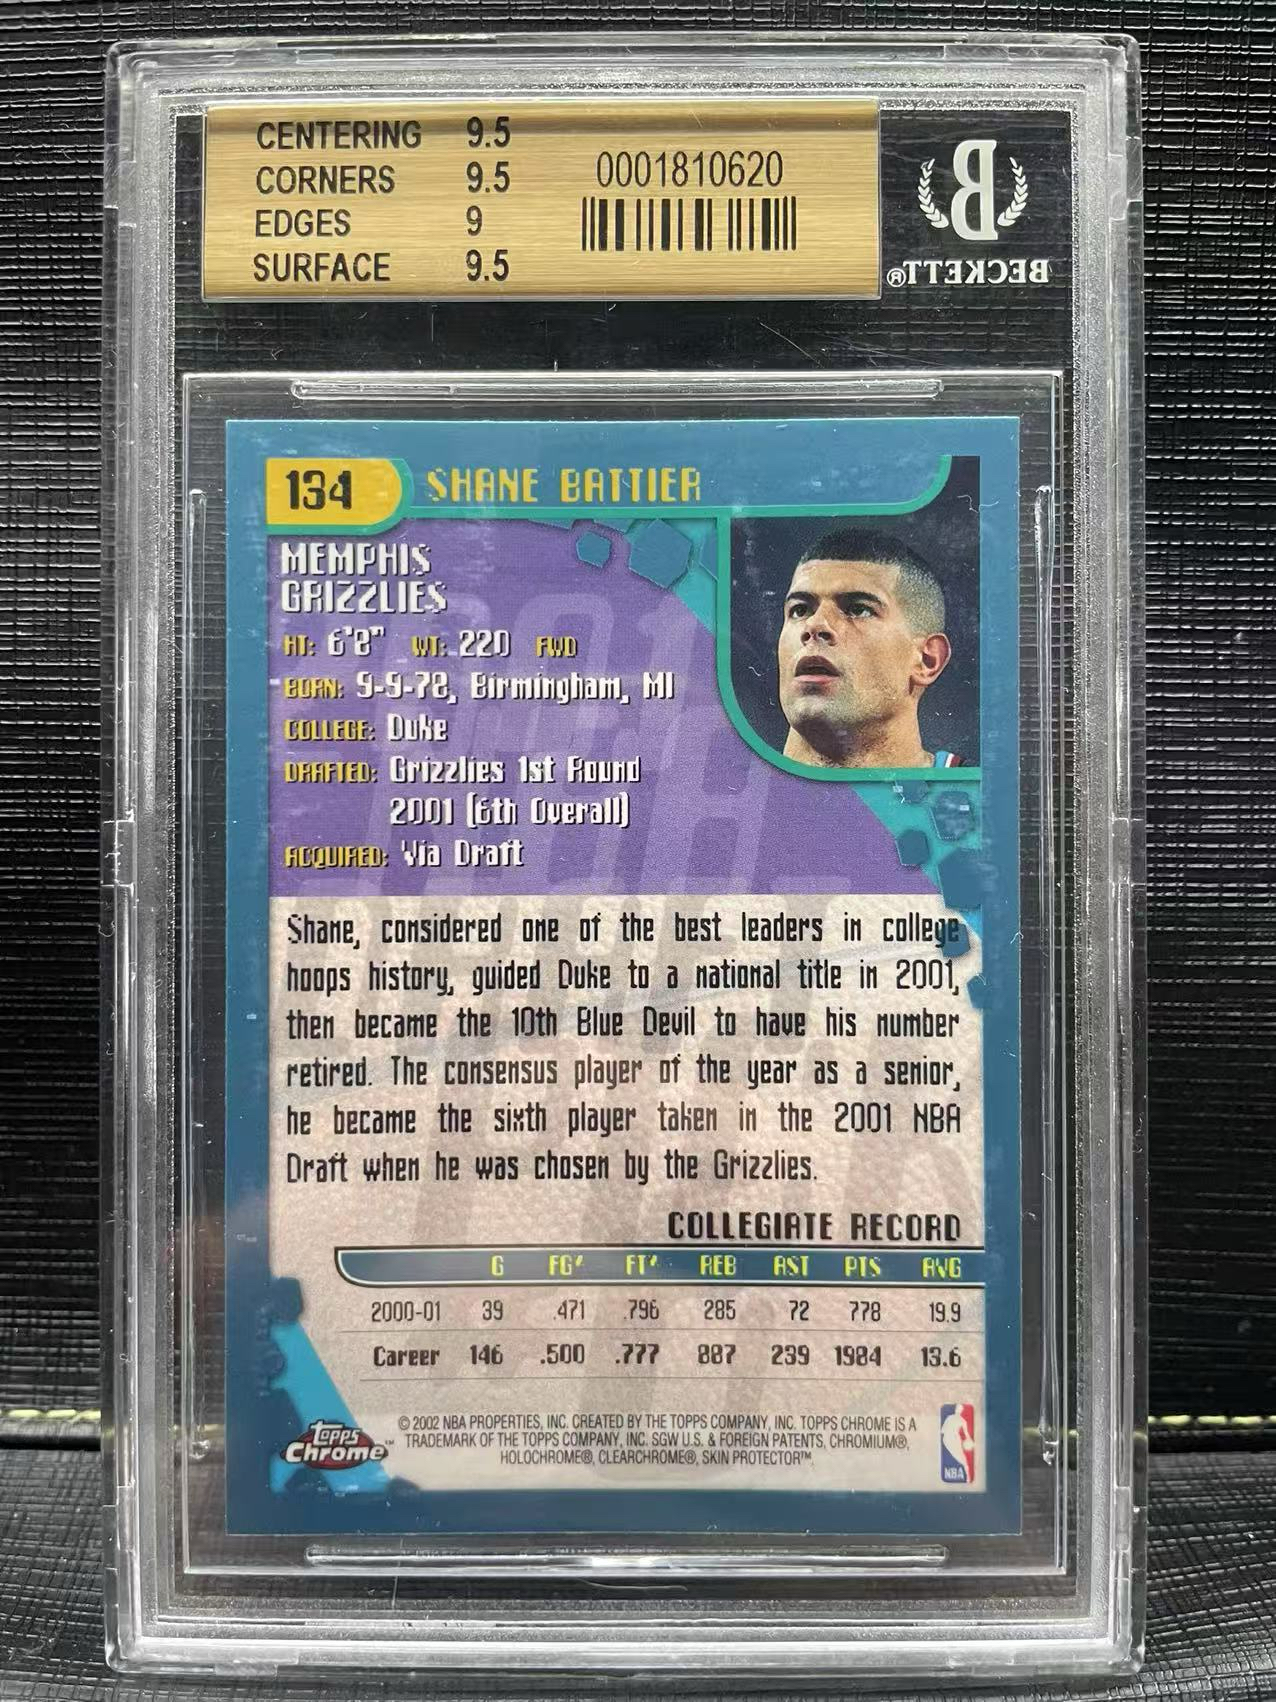 CENTERING 9.5
CORNERS 9.5
EDGES 9
SURFACE 9.5
0001810620
B
BECKETT®
134 SHANE BATTIER
MEMPHIS
GRIZZLIES
HT: 6'8" WT: 220 FWD
BORN: 9-9-78, Birmingham, MI
COLLEGE: Duke
DRAFTED: Grizzlies 1st Round
2001 (6th Overall)
ACQUIRED: Via Draft
Shane, considered one of the best leaders in college
hoops history, guided Duke to a national title in 2001,
then became the 10th Blue Devil to have his number
retired. The consensus player of the year as a senior,
he became the sixth player taken in the 2001 NBA
Draft when he was chosen by the Grizzlies.
COLLEGIATE RECORD
G FG% FT% REB AST PTS AVG
2000-01 39 .471 .796 285 72 778 19.9
Career 146 .500 .777 887 239 1984 13.6
Topps Chrome™
© 2002 NBA PROPERTIES, INC. CREATED BY THE TOPPS COMPANY, INC. TOPPS CHROME IS A
TRADEMARK OF THE TOPPS COMPANY, INC. SGW U.S. & FOREIGN PATENTS, CHROMIUM®,
HOLOCHROME®, CLEARCHROME®, SKIN PROTECTOR™.
NBA